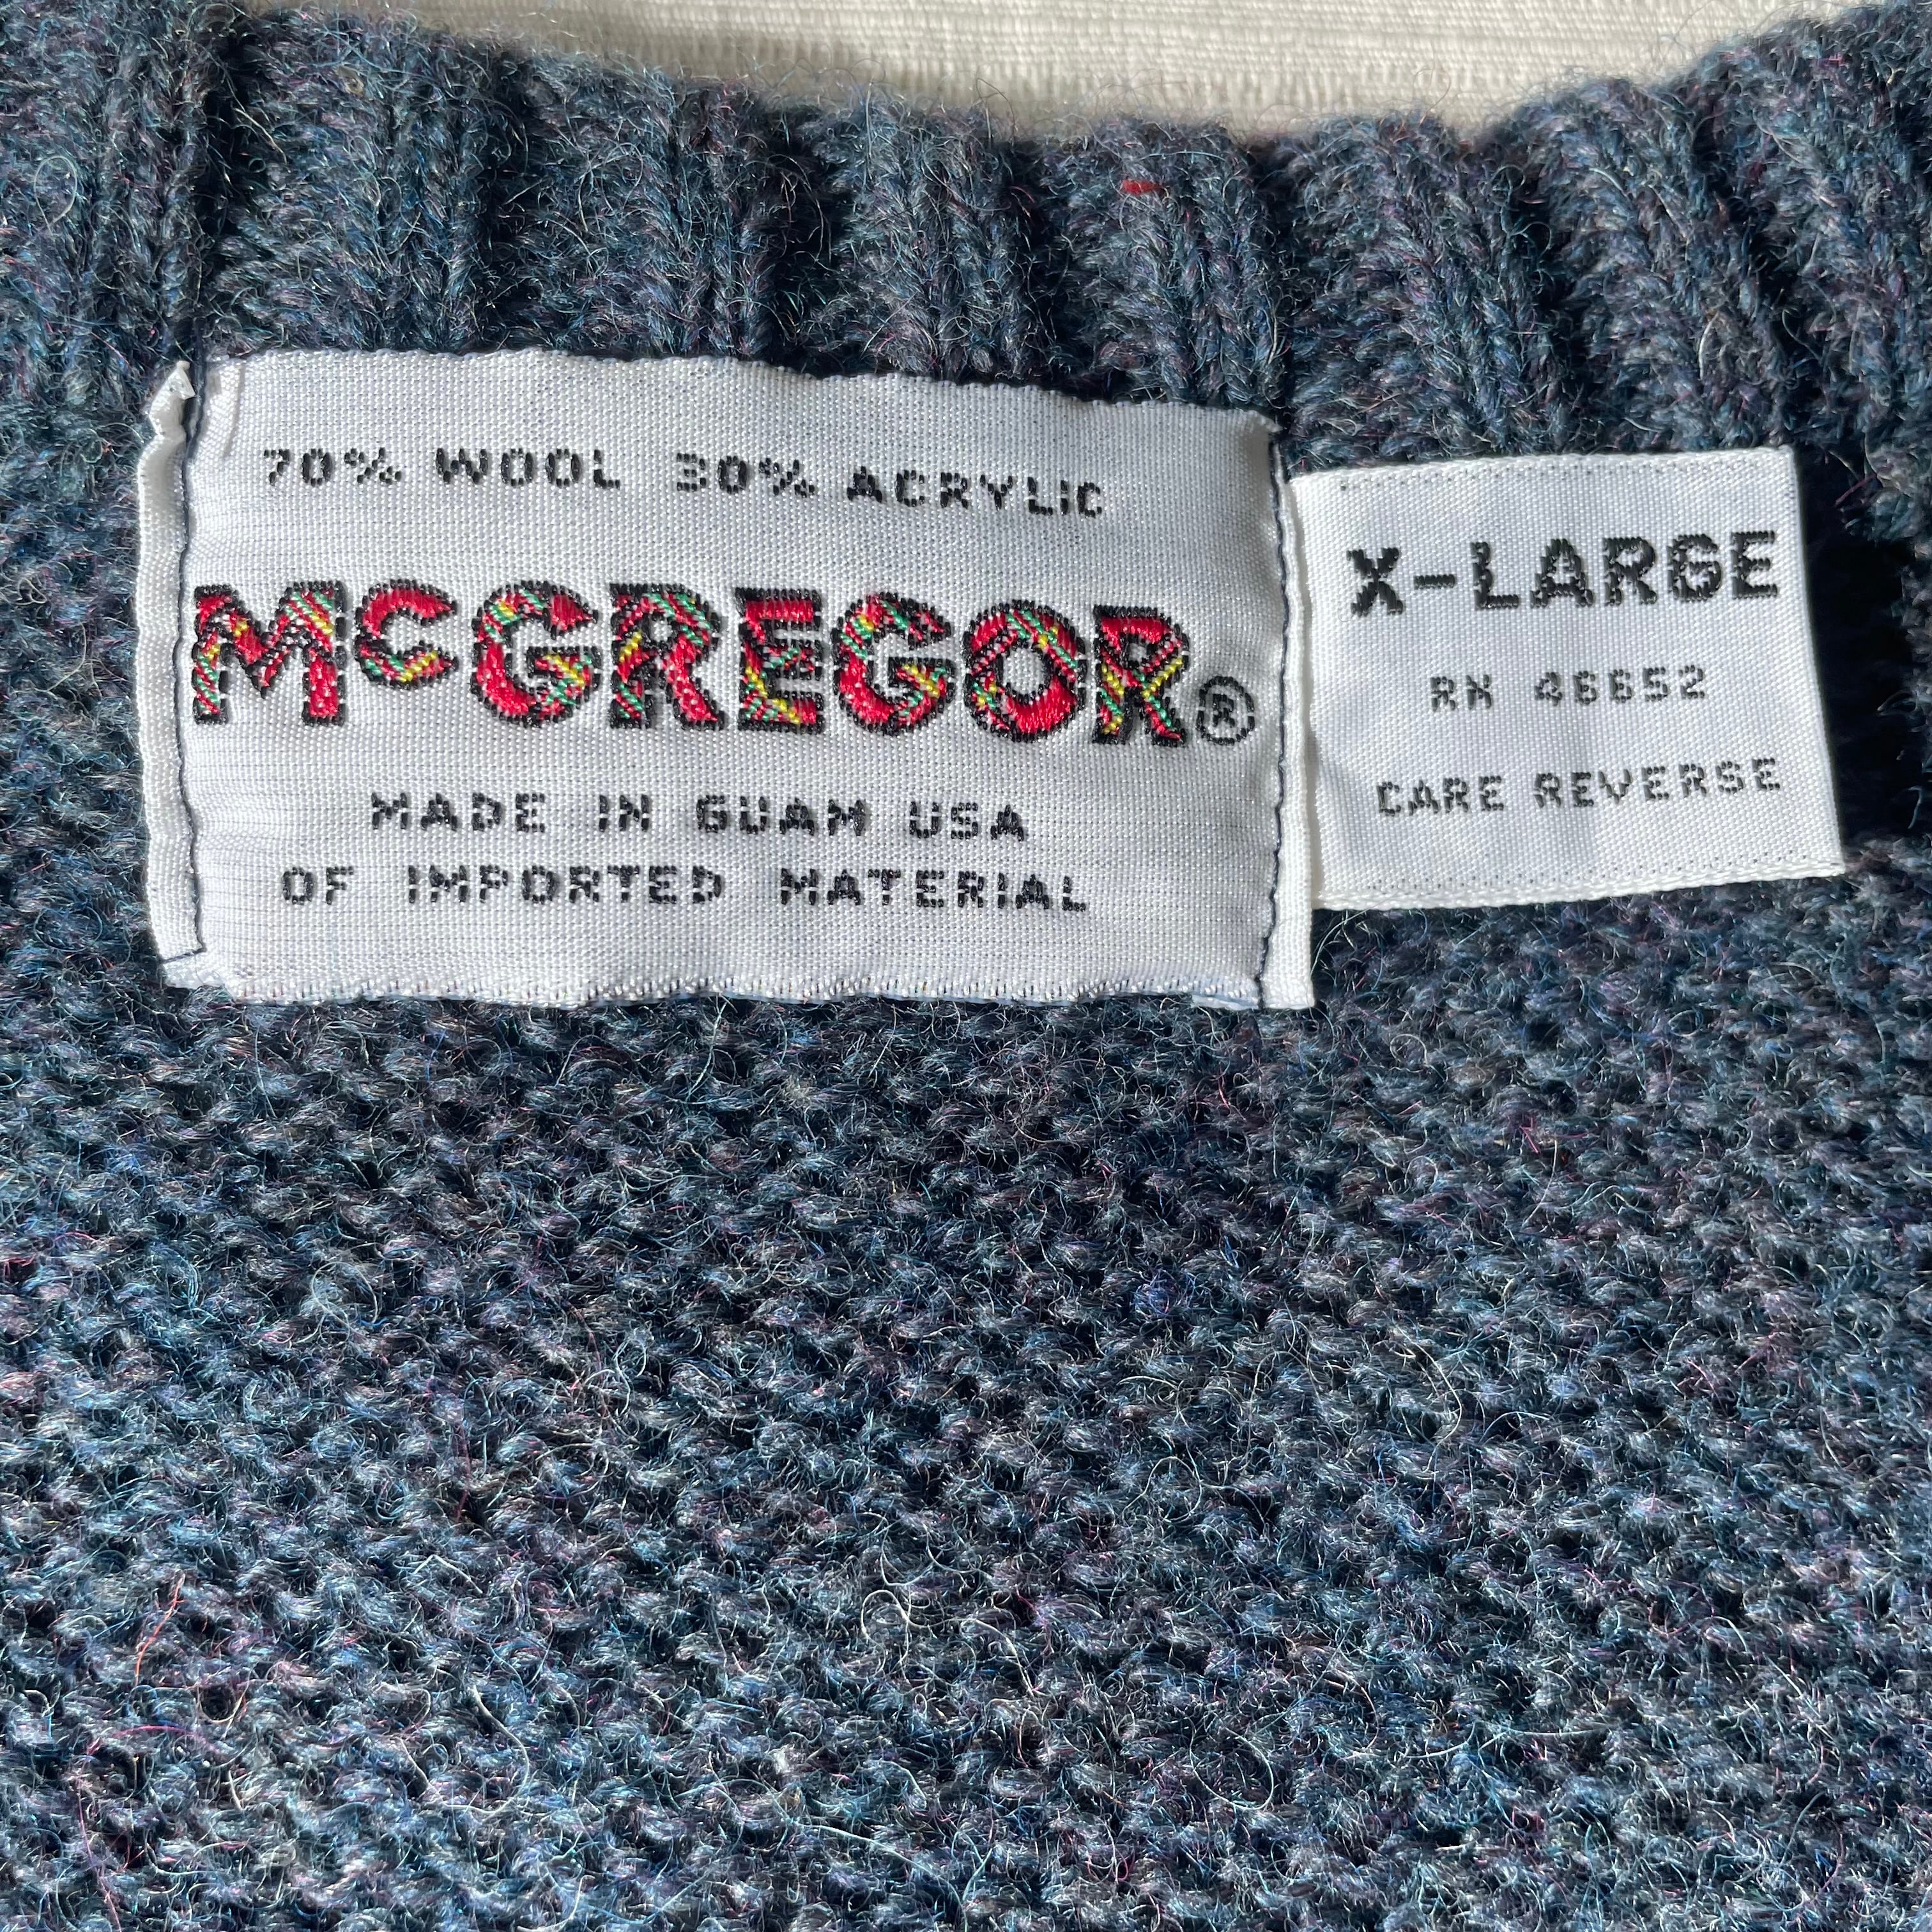 70% WOOL 30% ACRYLIC
McGREGOR®
MADE IN GUAM USA
OF IMPORTED MATERIAL
X-LARGE
RN 46652
CARE REVERSE